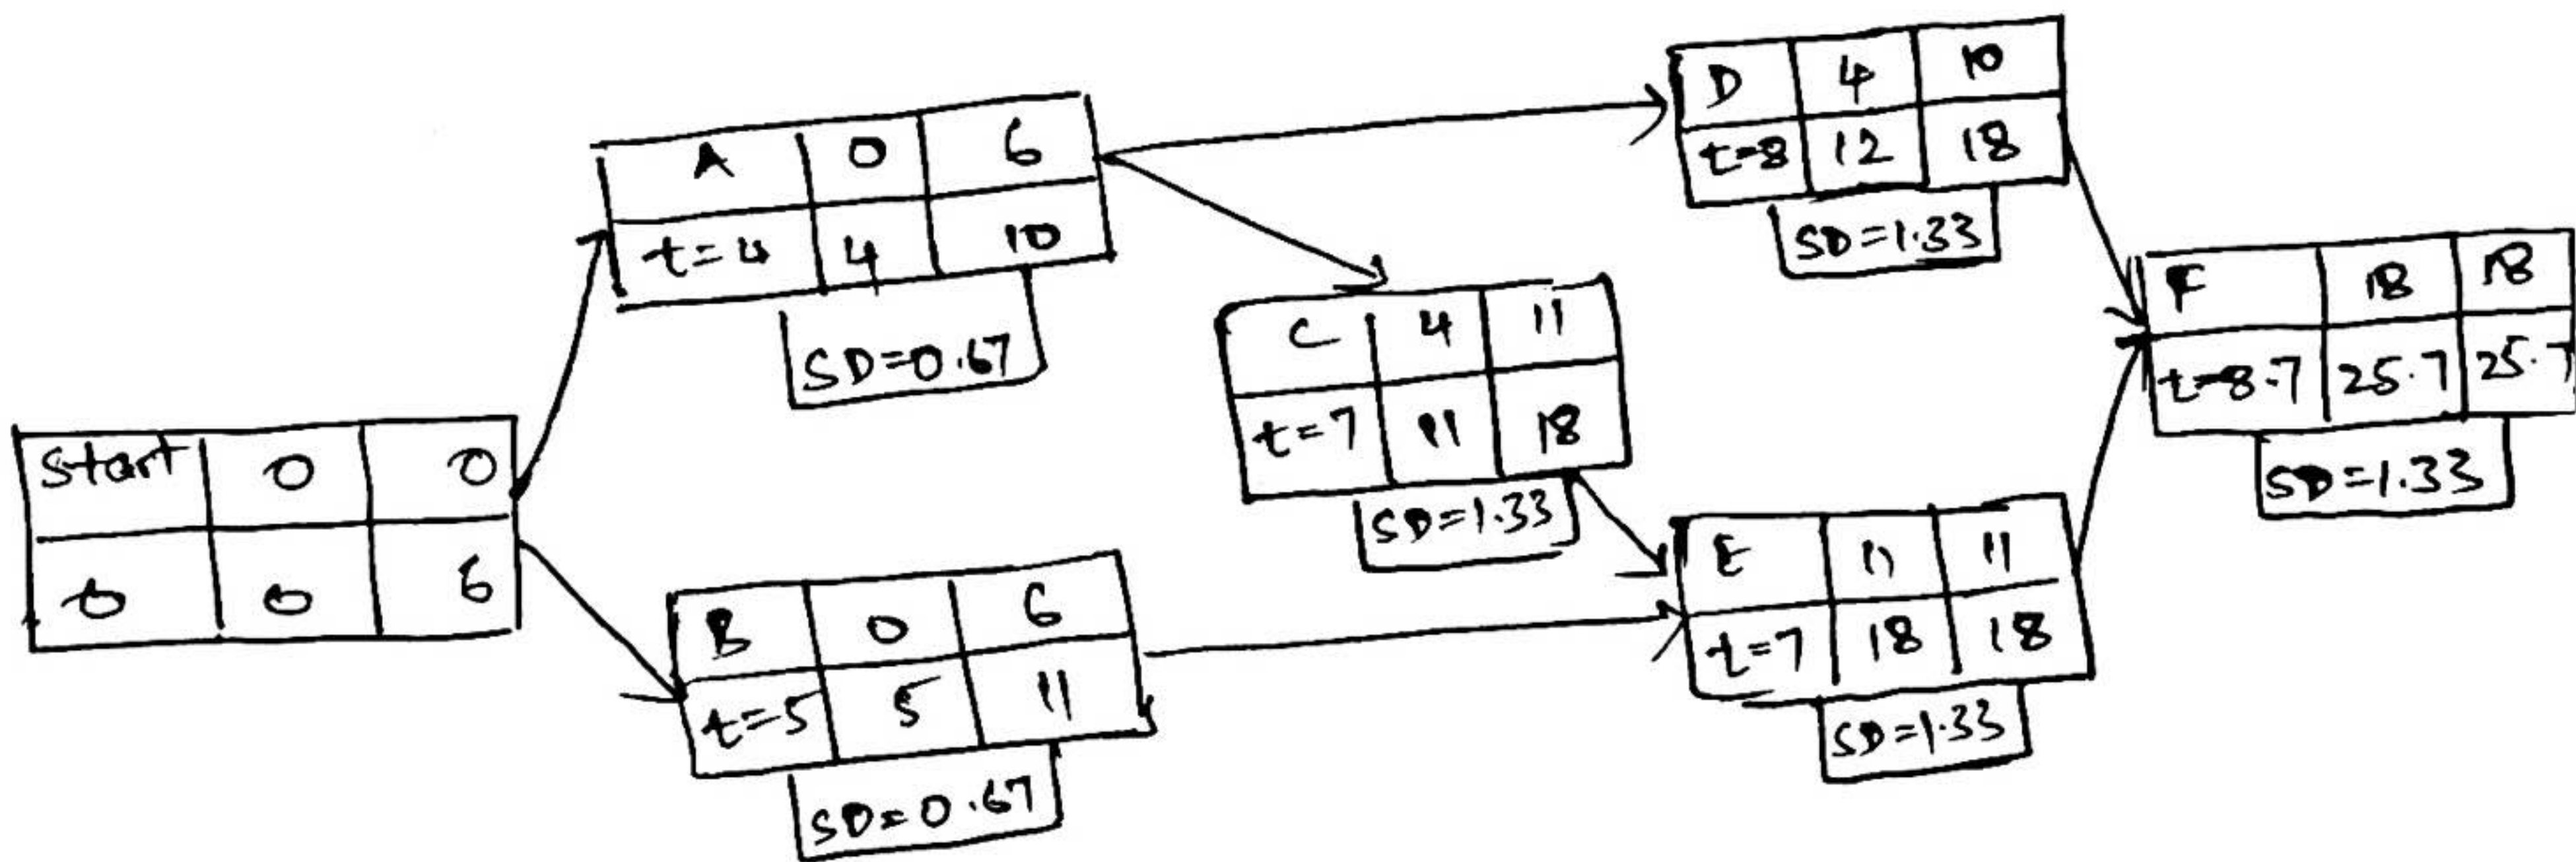 Start 0 0
0 0 6
A 0 6
t=4 4 10
SD=0.67
B 0 6
t=5 5 11
SD=0.67
C 4 11
t=7 11 18
SD=1.33
D 4 10
t=8 12 18
SD=1.33
E 11 11
t=7 18 18
SD=1.33
F 18 18
t=8.7 25.7 25.7
SD=1.33